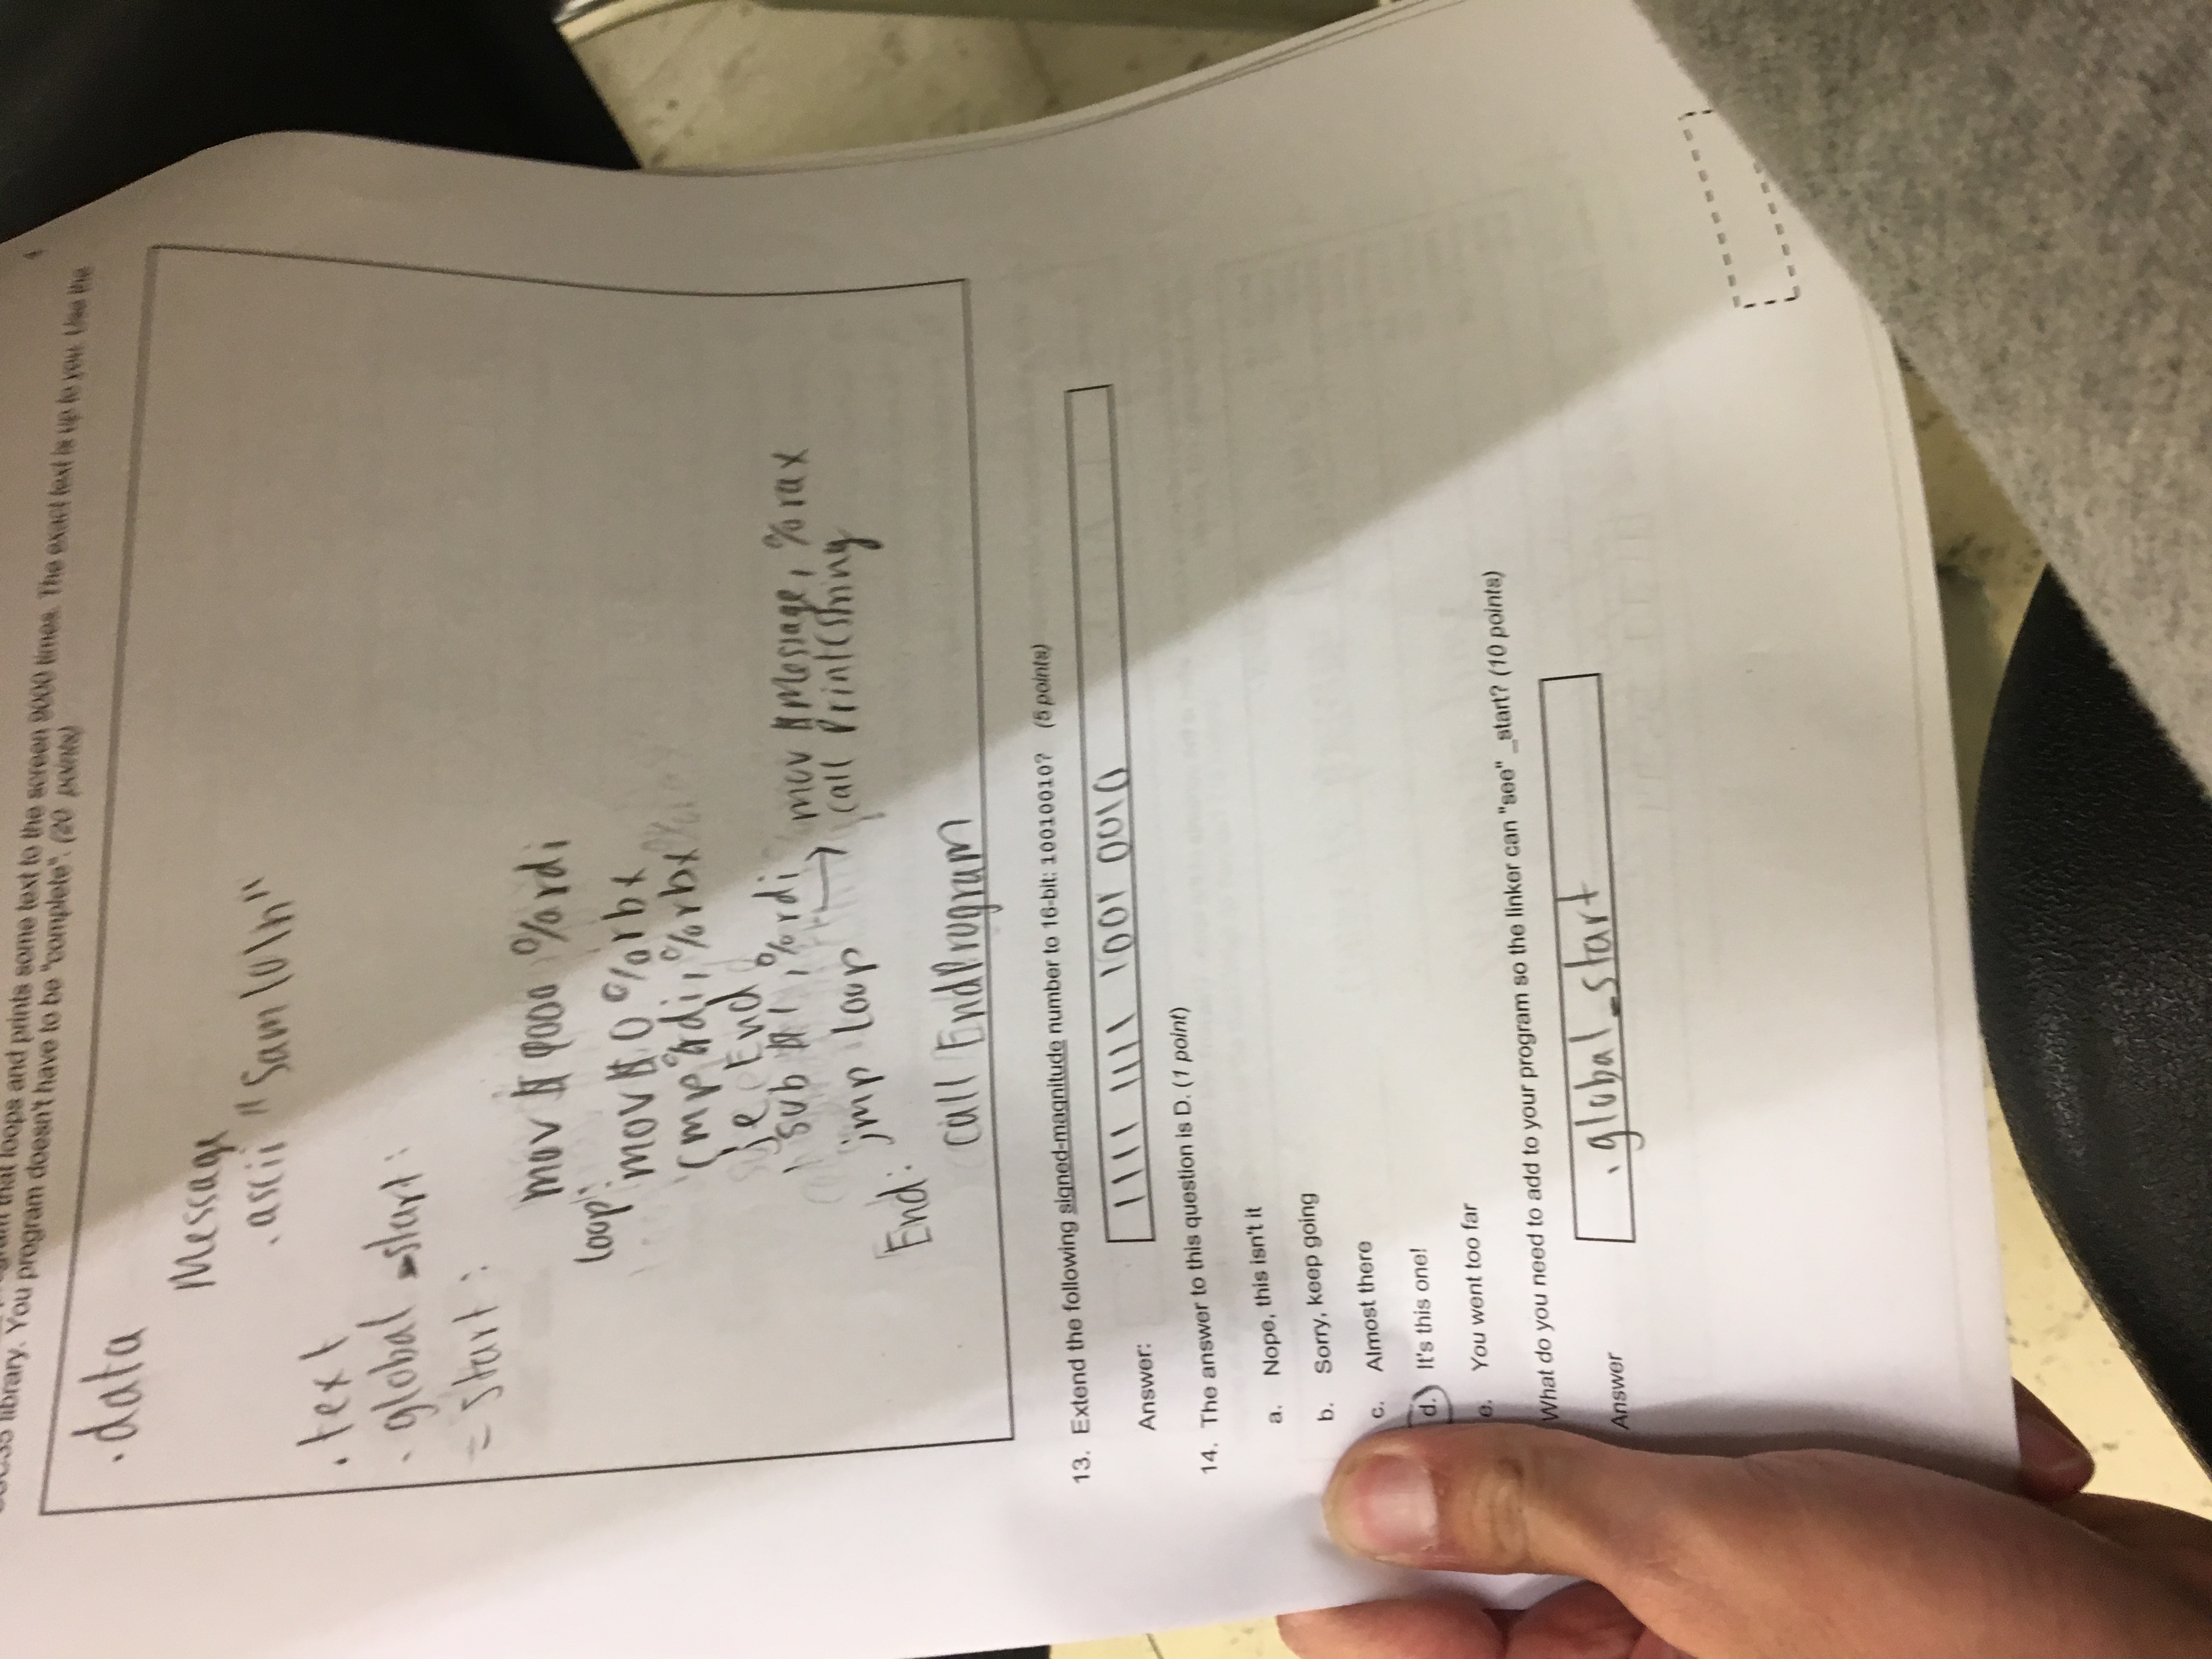 4
that loops and prints some text to the screen 9000 times. The exact text is up to you. Use the
library. You program doesn't have to be "complete". (20 points)
.data
Message
.ascii "Sam\0\n"
.text
.global _start:
_start:
mov $9000 %rdi
loop:
mov $0 %rbx
cmp %rdi, %rbx
je End
sub $1, %rdi
mov $Message, %rax
call PrintCString
jmp loop
End:
call EndProgram
13. Extend the following signed-magnitude number to 16-bit: 10010010? (5 points)
Answer: 1111 1111 1001 0010
14. The answer to this question is D. (1 point)
a. Nope, this isn't it
b. Sorry, keep going
c. Almost there
d. It's this one!
e. You went too far
What do you need to add to your program so the linker can "see" _start? (10 points)
Answer .global_start